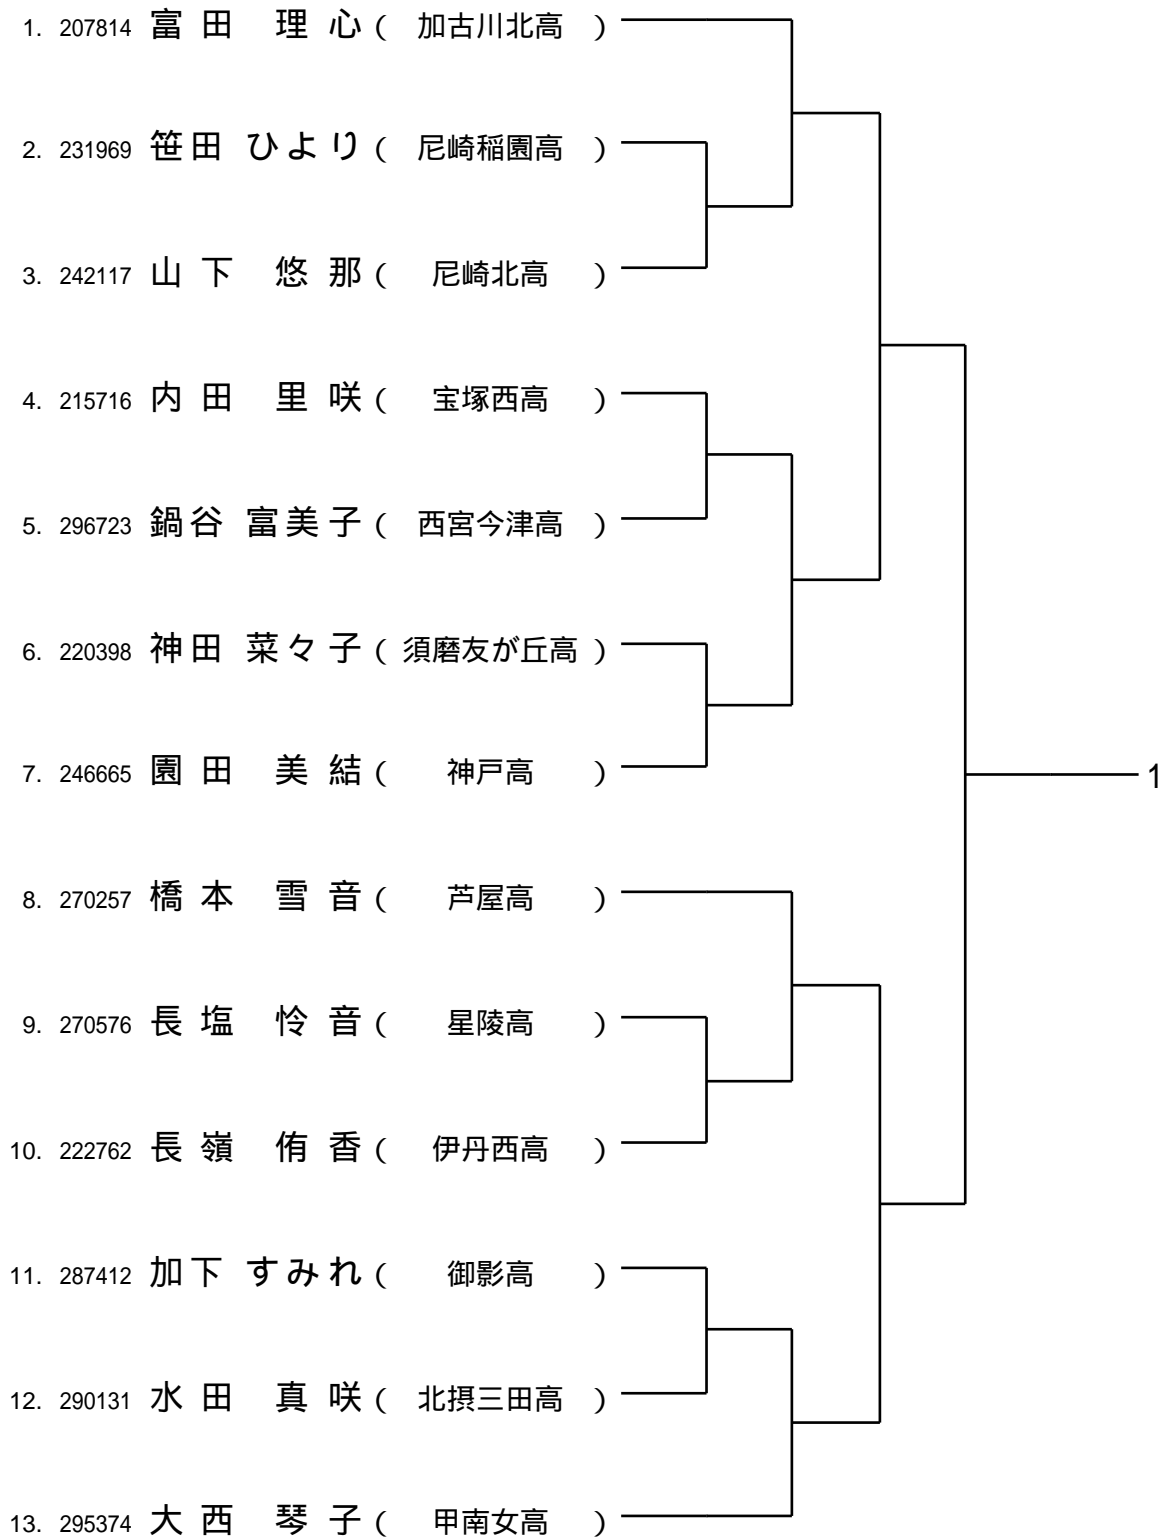 1. 207814 富田 理心 ( 加古川北高 )
2. 231969 笹田 ひより ( 尼崎稲園高 )
3. 242117 山下 悠那 ( 尼崎北高 )
4. 215716 内田 里咲 ( 宝塚西高 )
5. 296723 鍋谷 富美子 ( 西宮今津高 )
6. 220398 神田 菜々子 ( 須磨友が丘高 )
7. 246665 園田 美結 ( 神戸高 )
1
8. 270257 橋本 雪音 ( 芦屋高 )
9. 270576 長塩 怜音 ( 星陵高 )
10. 222762 長嶺 侑香 ( 伊丹西高 )
11. 287412 加下 すみれ ( 御影高 )
12. 290131 水田 真咲 ( 北摂三田高 )
13. 295374 大西 琴子 ( 甲南女高 )